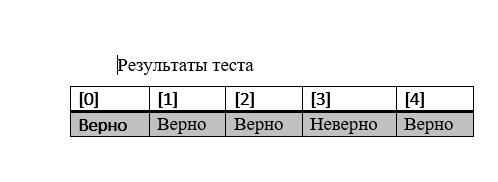 Результаты теста
[0] [1] [2] [3] [4]
Верно Верно Верно Неверно Верно